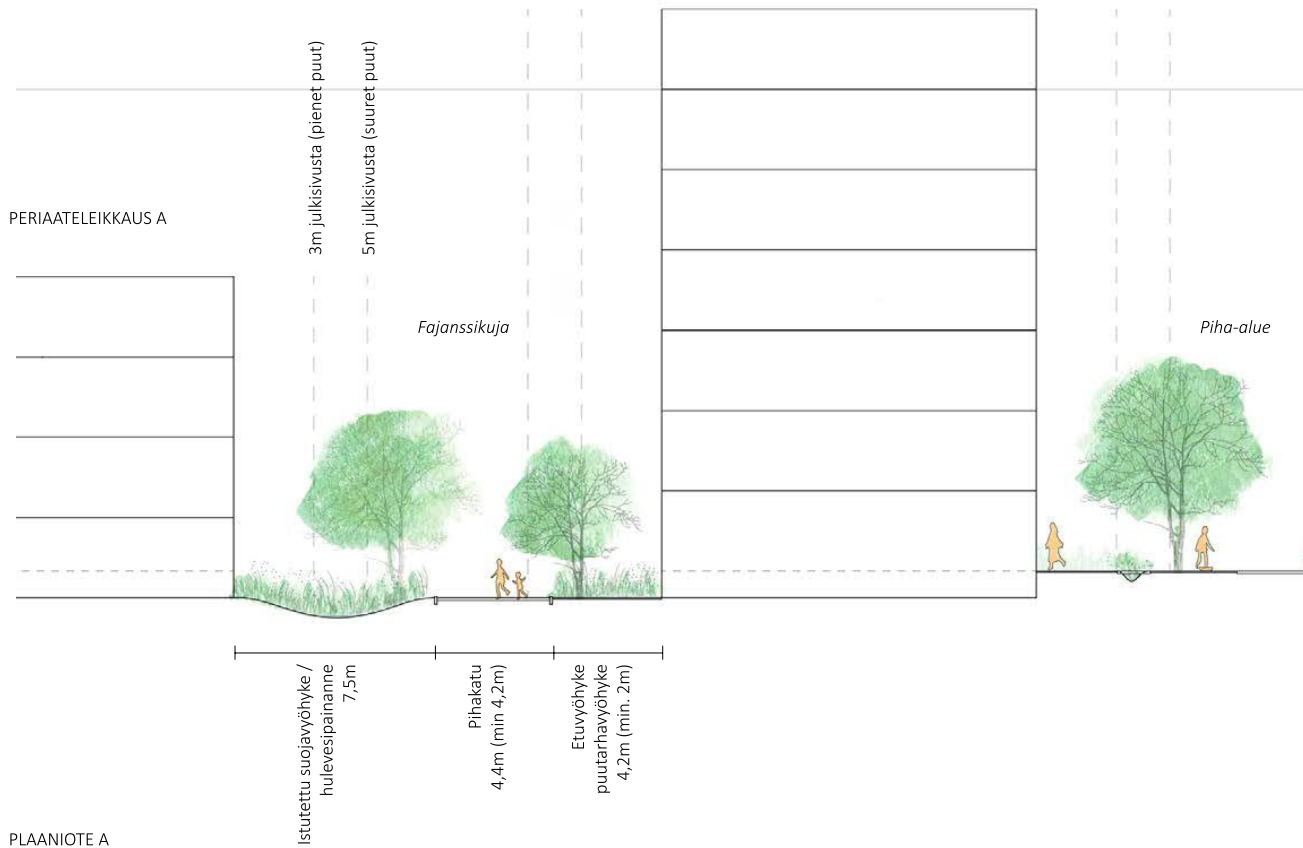 3m julkisivusta (pienet puut)
5m julkisivusta (suuret puut)
PERIAATELEIKKAUS A
Fajanssikuja
Piha-alue
Istutettu suojavyöhyke /
hulevesipainanne
7,5m
Pihakatu
4,4m (min 4,2m)
Etuvyöhyke
puutarhavyöhyke
4,2m (min. 2m)
PLAANIOTE A